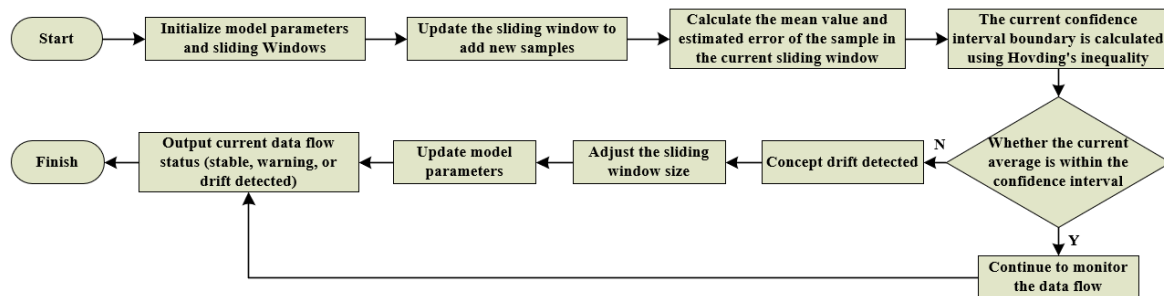 Start
Initialize model parameters
and sliding Windows
Update the sliding window to
add new samples
Calculate the mean value and
estimated error of the sample in
the current sliding window
The current confidence
interval boundary is calculated
using Hovding's inequality
Whether the current
average is within the
confidence interval
N
Concept drift detected
Adjust the sliding
window size
Update model
parameters
Output current data flow
status (stable, warning, or
drift detected)
Finish
Y
Continue to monitor
the data flow